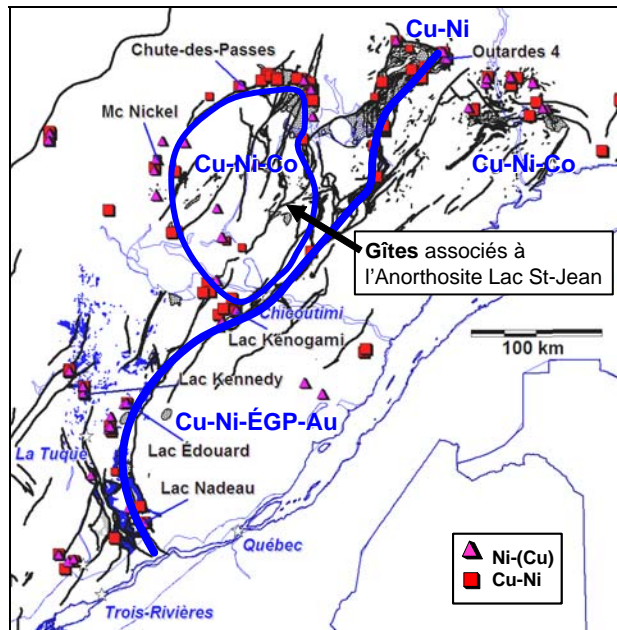 Cu-Ni
Chute-des-Passes
Outardes 4
Mc Nickel
Cu-Ni-Co
Cu-Ni-Co
Gîtes associés à
l'Anorthosite Lac St-Jean
Chicoutimi
100 km
Lac Kénogami
Lac Kennedy
Cu-Ni-ÉGP-Au
La Tuque
Lac Édouard
Lac Nadeau
Québec
Ni-(Cu)
Cu-Ni
Trois-Rivières